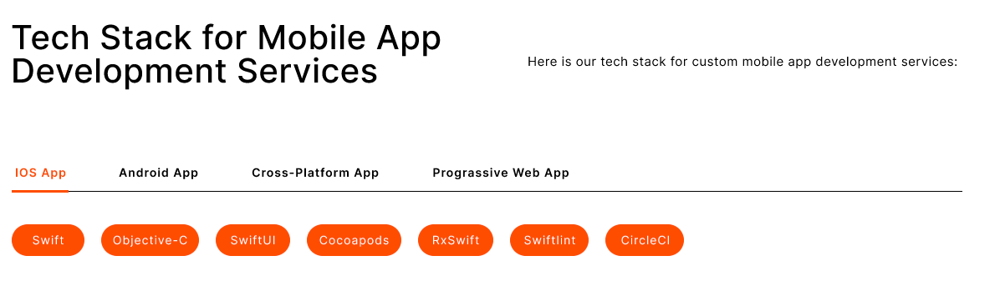 Tech Stack for Mobile App
Development Services
Here is our tech stack for custom mobile app development services:
IOS App
Android App
Cross-Platform App
Prograssive Web App
Swift
Objective-C
SwiftUI
Cocoapods
RxSwift
Swiftlint
CircleCI